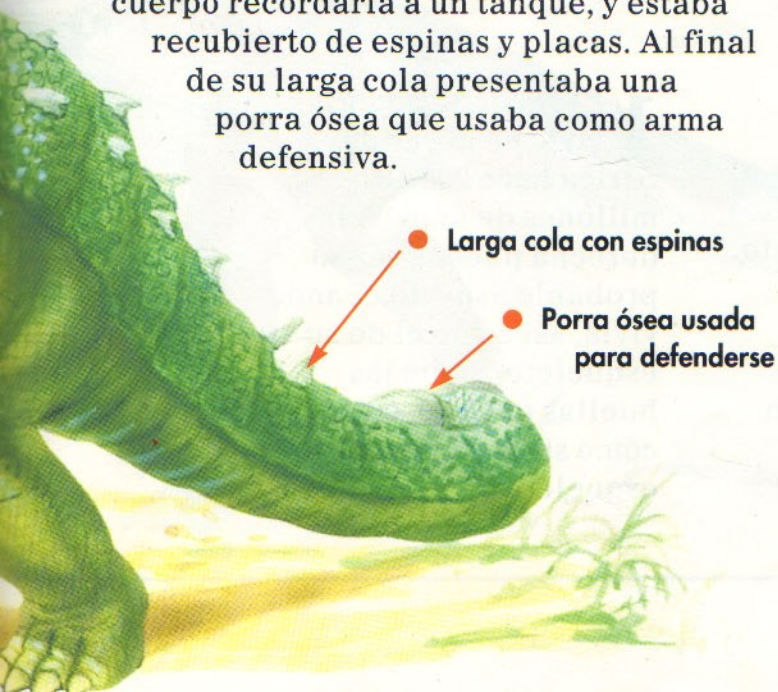 cuerpo recordaría a un tanque, y estaba
recubierto de espinas y placas. Al final
de su larga cola presentaba una
porra ósea que usaba como arma
defensiva.
Larga cola con espinas
Porra ósea usada
para defenderse